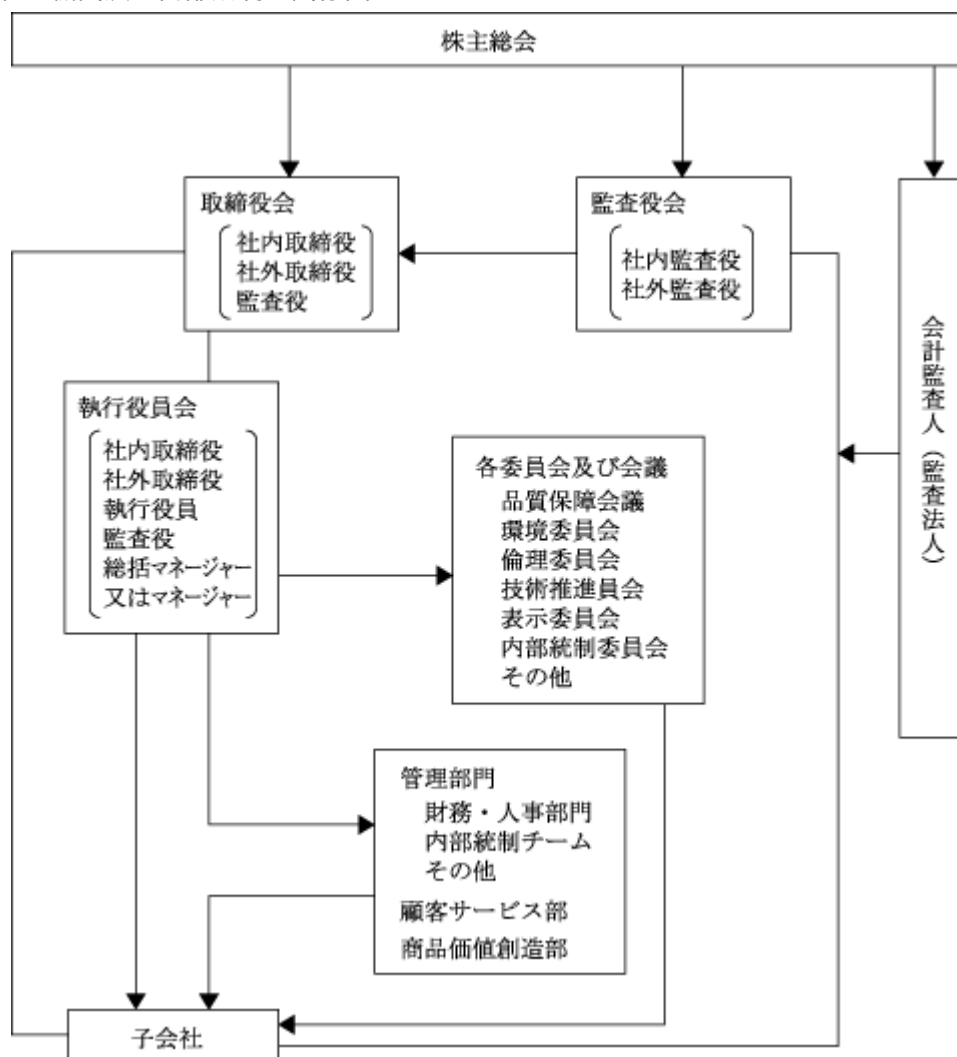 株主総会
取締役会
社内取締役
社外取締役
監査役
監査役会
社内監査役
社外監査役
会計監査人（監査法人）
執行役員会
社内取締役
社外取締役
執行役員
監査役
総括マネージャー
又はマネージャー
各委員会及び会議
品質保障会議
環境委員会
倫理委員会
技術推進員会
表示委員会
内部統制委員会
その他
管理部門
財務・人事部門
内部統制チーム
その他
顧客サービス部
商品価値創造部
子会社